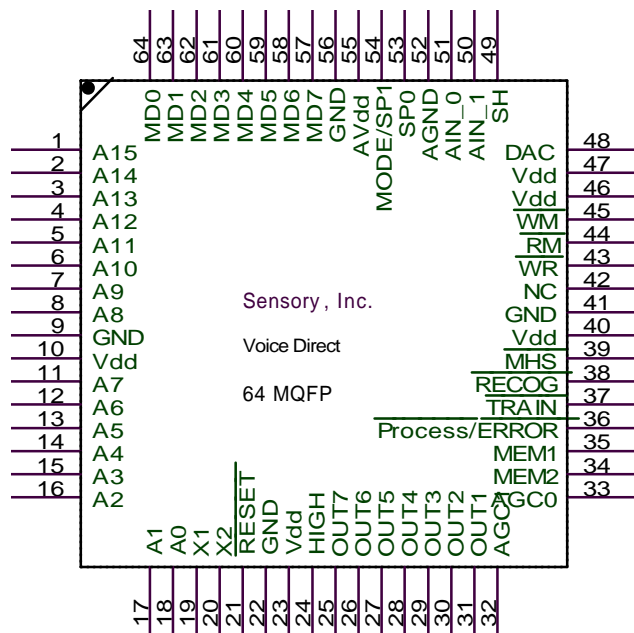 64
63
62
61
60
59
58
57
56
55
54
53
52
51
50
49
MD0
MD1
MD2
MD3
MD4
MD5
MD6
MD7
GND
AVdd
MODE/SP1
SP0
AGND
AIN_0
AIN_1
SH
1 A15
2 A14
3 A13
4 A12
5 A11
6 A10
7 A9
8 A8
9 GND
10 Vdd
11 A7
12 A6
13 A5
14 A4
15 A3
16 A2
Sensory, Inc.
Voice Direct
64 MQFP
DAC 48
Vdd 47
Vdd 46
WM 45
RM 44
WR 43
NC 42
GND 41
Vdd 40
MHS 39
RECOG 38
TRAIN 37
Process/ERROR 36
MEM1 35
MEM2 34
AGC0 33
A1
A0
X1
X2
RESET
GND
Vdd
HIGH
OUT7
OUT6
OUT5
OUT4
OUT3
OUT2
OUT1
AGC1
17
18
19
20
21
22
23
24
25
26
27
28
29
30
31
32